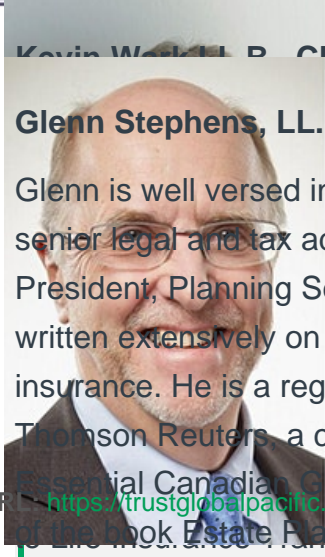 Kevin Wark LL.B., CL
Glenn Stephens, LL.
Glenn is well versed in
senior legal and tax ad
President, Planning Se
written extensively on
insurance. He is a reg
Thomson Reuters, a c
Essential Canadian G
https://trustglobalpacific.
of the book Estate Pla